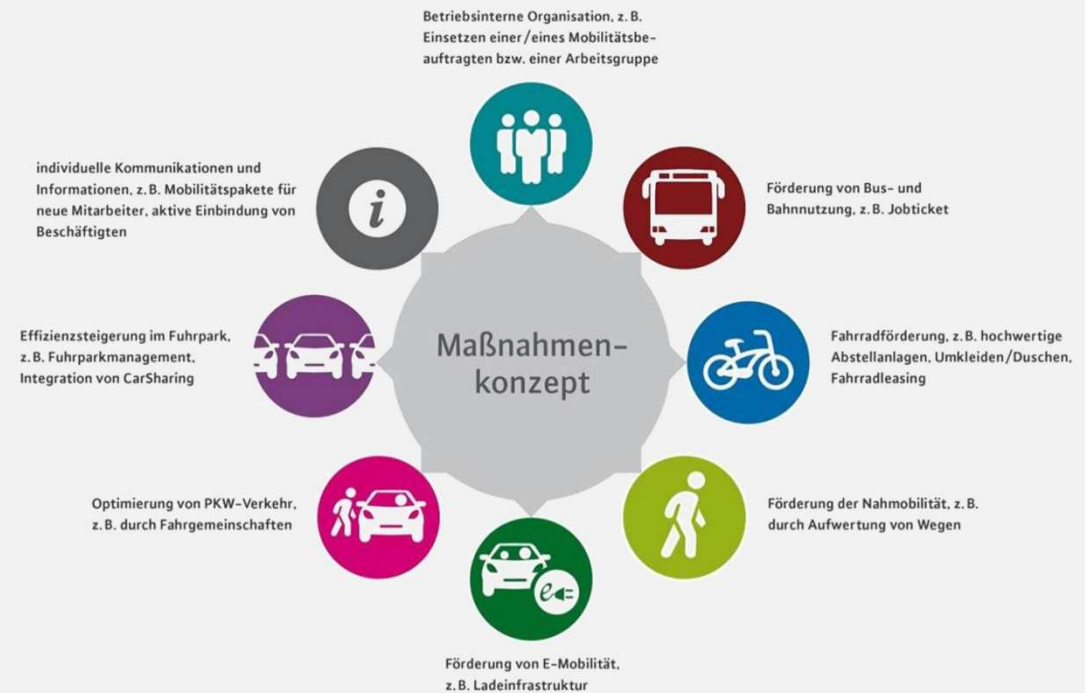 Betriebsinterne Organisation, z. B.
Einsetzen einer/eines Mobilitätsbe-
auftragten bzw. einer Arbeitsgruppe
Förderung von Bus- und
Bahnnutzung, z. B. Jobticket
Fahrradförderung, z. B. hochwertige
Abstellanlagen, Umkleiden/Duschen,
Fahrradleasing
Förderung der Nahmobilität, z. B.
durch Aufwertung von Wegen
Förderung von E-Mobilität,
z. B. Ladeinfrastruktur
Optimierung von PKW-Verkehr,
z. B. durch Fahrgemeinschaften
Effizienzsteigerung im Fuhrpark,
z. B. Fuhrparkmanagement,
Integration von CarSharing
individuelle Kommunikationen und
Informationen, z. B. Mobilitätspakete für
neue Mitarbeiter, aktive Einbindung von
Beschäftigten
i
e
Maßnahmen-
konzept